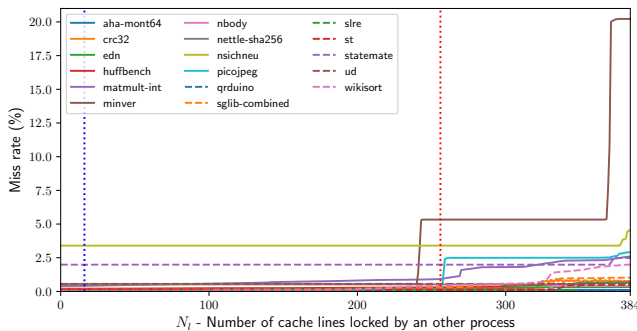 20.0
17.5
15.0
12.5
10.0
7.5
5.0
2.5
0.0
Miss rate (%)
aha-mont64
crc32
edn
huffbench
matmult-int
minver
nbody
nettle-sha256
nsichneu
picojpeg
qrduino
sglib-combined
slre
st
statemate
ud
wikisort
0 100 200 300 384
N_l - Number of cache lines locked by an other process